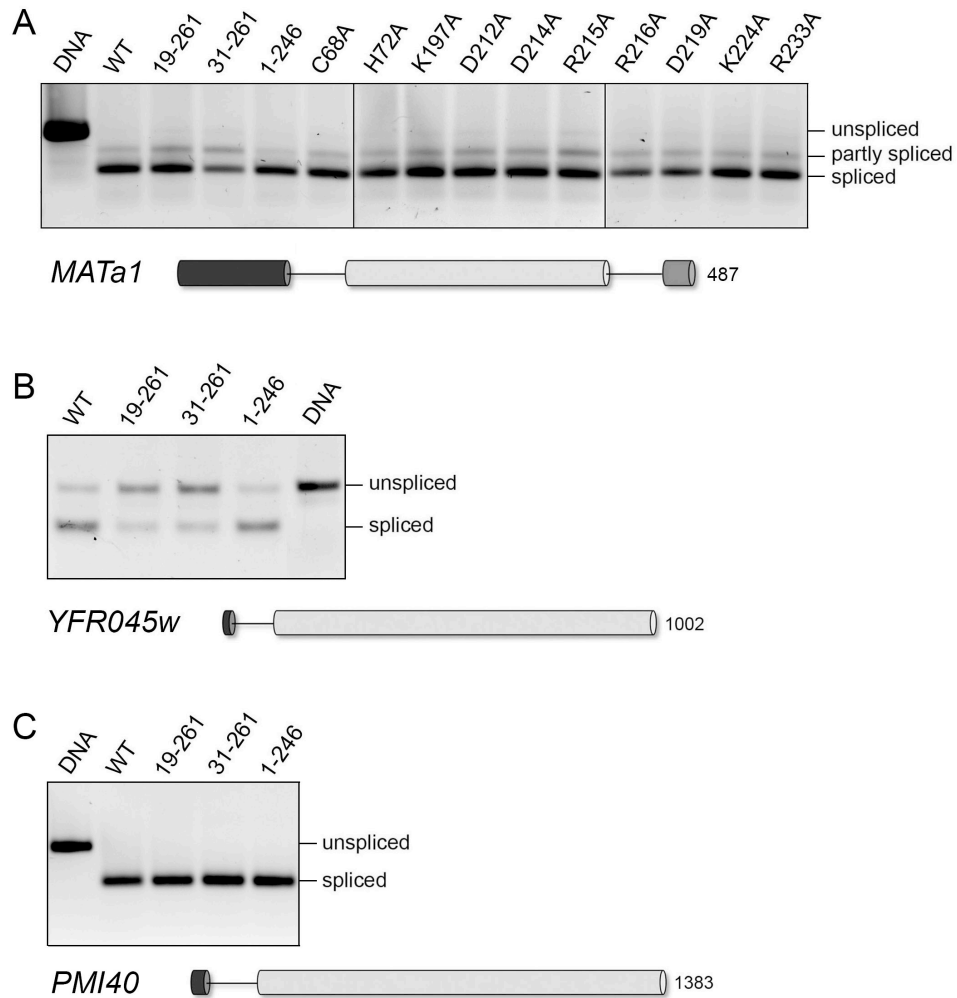 A
DNA WT 19-261 31-261 1-246 C68A H72A K197A D212A D214A R215A R216A D219A K224A R233A
unspliced
partly spliced
spliced
MATa1 487
B
WT 19-261 31-261 1-246 DNA
unspliced
spliced
YFR045w 1002
C
DNA WT 19-261 31-261 1-246
unspliced
spliced
PMI40 1383